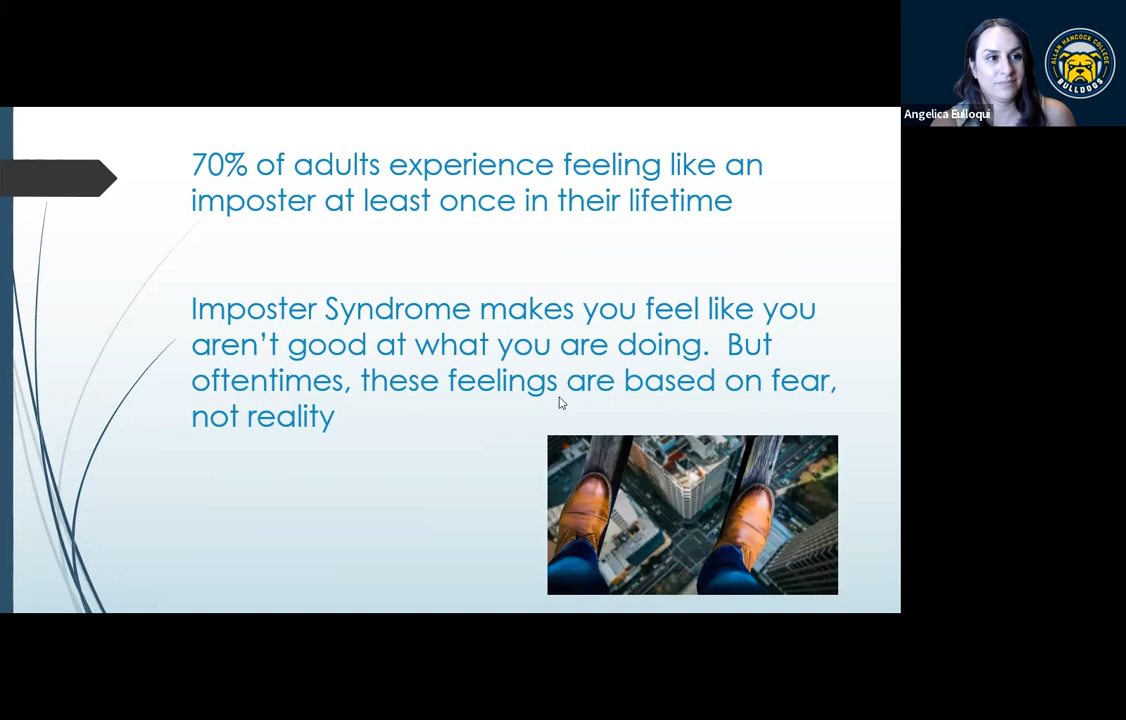 ALLAN HANCOCK COLLEGE
BULLDOGS
Angelica Eulloqui
70% of adults experience feeling like an
imposter at least once in their lifetime
Imposter Syndrome makes you feel like you
aren’t good at what you are doing.  But
oftentimes, these feelings are based on fear,
not reality